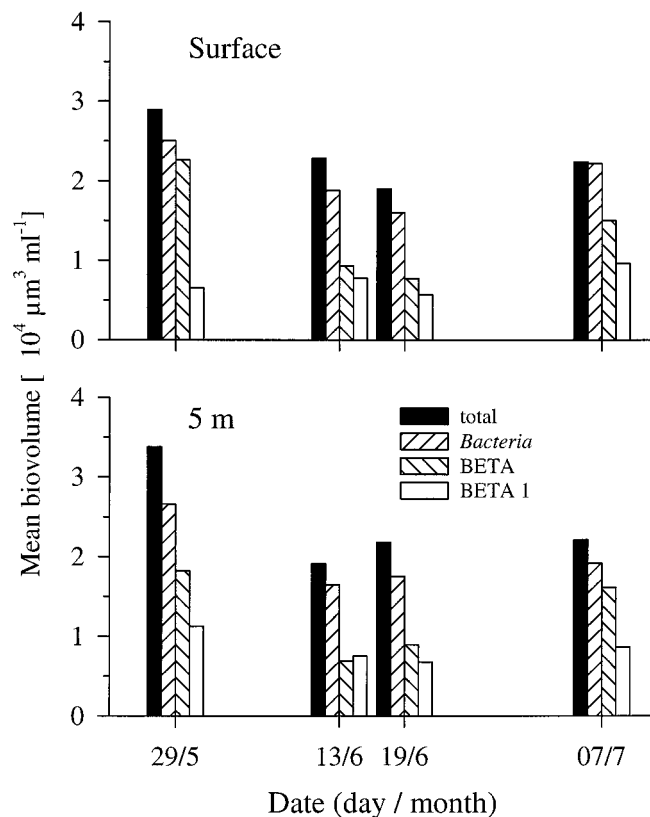 4
Surface
3
2
1
0
Mean biovolume [ 10⁴ μm³ ml⁻¹]
4
5 m
total
Bacteria
BETA
BETA 1
3
2
1
0
29/5 13/6 19/6 07/7
Date (day / month)